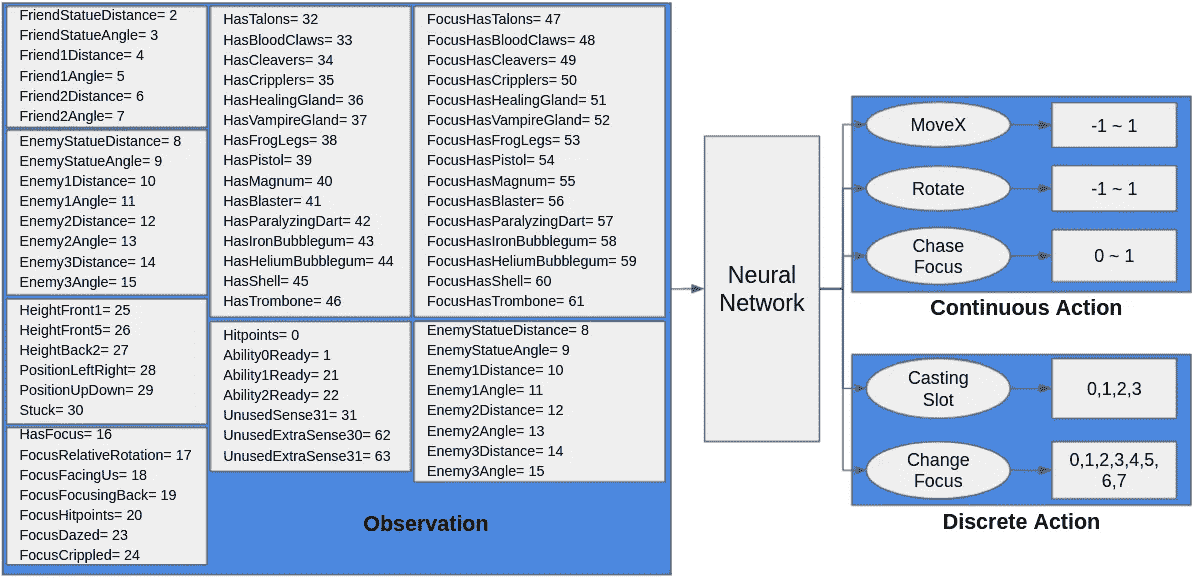 FriendStatueDistance= 2
FriendStatueAngle= 3
Friend1Distance= 4
Friend1Angle= 5
Friend2Distance= 6
Friend2Angle= 7
EnemyStatueDistance= 8
EnemyStatueAngle= 9
Enemy1Distance= 10
Enemy1Angle= 11
Enemy2Distance= 12
Enemy2Angle= 13
Enemy3Distance= 14
Enemy3Angle= 15
HeightFront1= 25
HeightFront5= 26
HeightBack2= 27
PositionLeftRight= 28
PositionUpDown= 29
Stuck= 30
HasFocus= 16
FocusRelativeRotation= 17
FocusFacingUs= 18
FocusFocusingBack= 19
FocusHitpoints= 20
FocusDazed= 23
FocusCrippled= 24
HasTalons= 32
HasBloodClaws= 33
HasCleavers= 34
HasCripplers= 35
HasHealingGland= 36
HasVampireGland= 37
HasFrogLegs= 38
HasPistol= 39
HasMagnum= 40
HasBlaster= 41
HasParalyzingDart= 42
HasIronBubblegum= 43
HasHeliumBubblegum= 44
HasShell= 45
HasTrombone= 46
Hitpoints= 0
Ability0Ready= 1
Ability1Ready= 21
Ability2Ready= 22
UnusedSense31= 31
UnusedExtraSense30= 62
UnusedExtraSense31= 63
FocusHasTalons= 47
FocusHasBloodClaws= 48
FocusHasCleavers= 49
FocusHasCripplers= 50
FocusHasHealingGland= 51
FocusHasVampireGland= 52
FocusHasFrogLegs= 53
FocusHasPistol= 54
FocusHasMagnum= 55
FocusHasBlaster= 56
FocusHasParalyzingDart= 57
FocusHasIronBubblegum= 58
FocusHasHeliumBubblegum= 59
FocusHasShell= 60
FocusHasTrombone= 61
EnemyStatueDistance= 8
EnemyStatueAngle= 9
Enemy1Distance= 10
Enemy1Angle= 11
Enemy2Distance= 12
Enemy2Angle= 13
Enemy3Distance= 14
Enemy3Angle= 15
Observation
Neural
Network
MoveX
-1 ~ 1
Rotate
-1 ~ 1
Chase
Focus
0 ~ 1
Continuous Action
Casting
Slot
0,1,2,3
Change
Focus
0,1,2,3,4,5,
6,7
Discrete Action